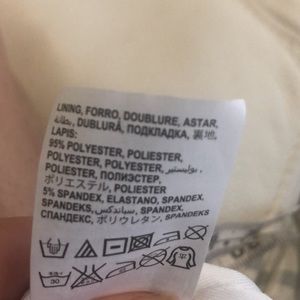 LINING, FORRO, DOUBLURE, ASTAR,
بطانة, DUBLURĂ, ПОДКЛАДКА, 裏地,
LAPIS:
95% POLYESTER, POLIESTER,
POLYESTER, POLYESTER, بوليستير,
POLIESTER, ПОЛИЭСТЕР,
ポリエステル, POLIESTER
5% SPANDEX, ELASTANO, SPANDEX,
SPANDEKS, سباندكس, SPANDEX,
СПАНДЕКС, ポリウレタン, SPANDEKS
30